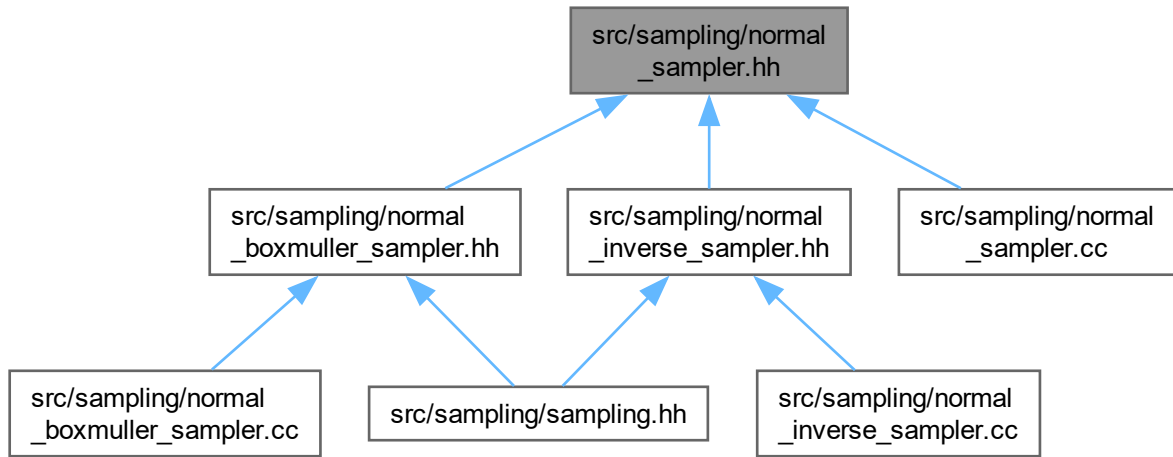 src/sampling/normal
_sampler.hh
src/sampling/normal
_boxmuller_sampler.hh
src/sampling/normal
_inverse_sampler.hh
src/sampling/normal
_sampler.cc
src/sampling/normal
_boxmuller_sampler.cc
src/sampling/sampling.hh
src/sampling/normal
_inverse_sampler.cc